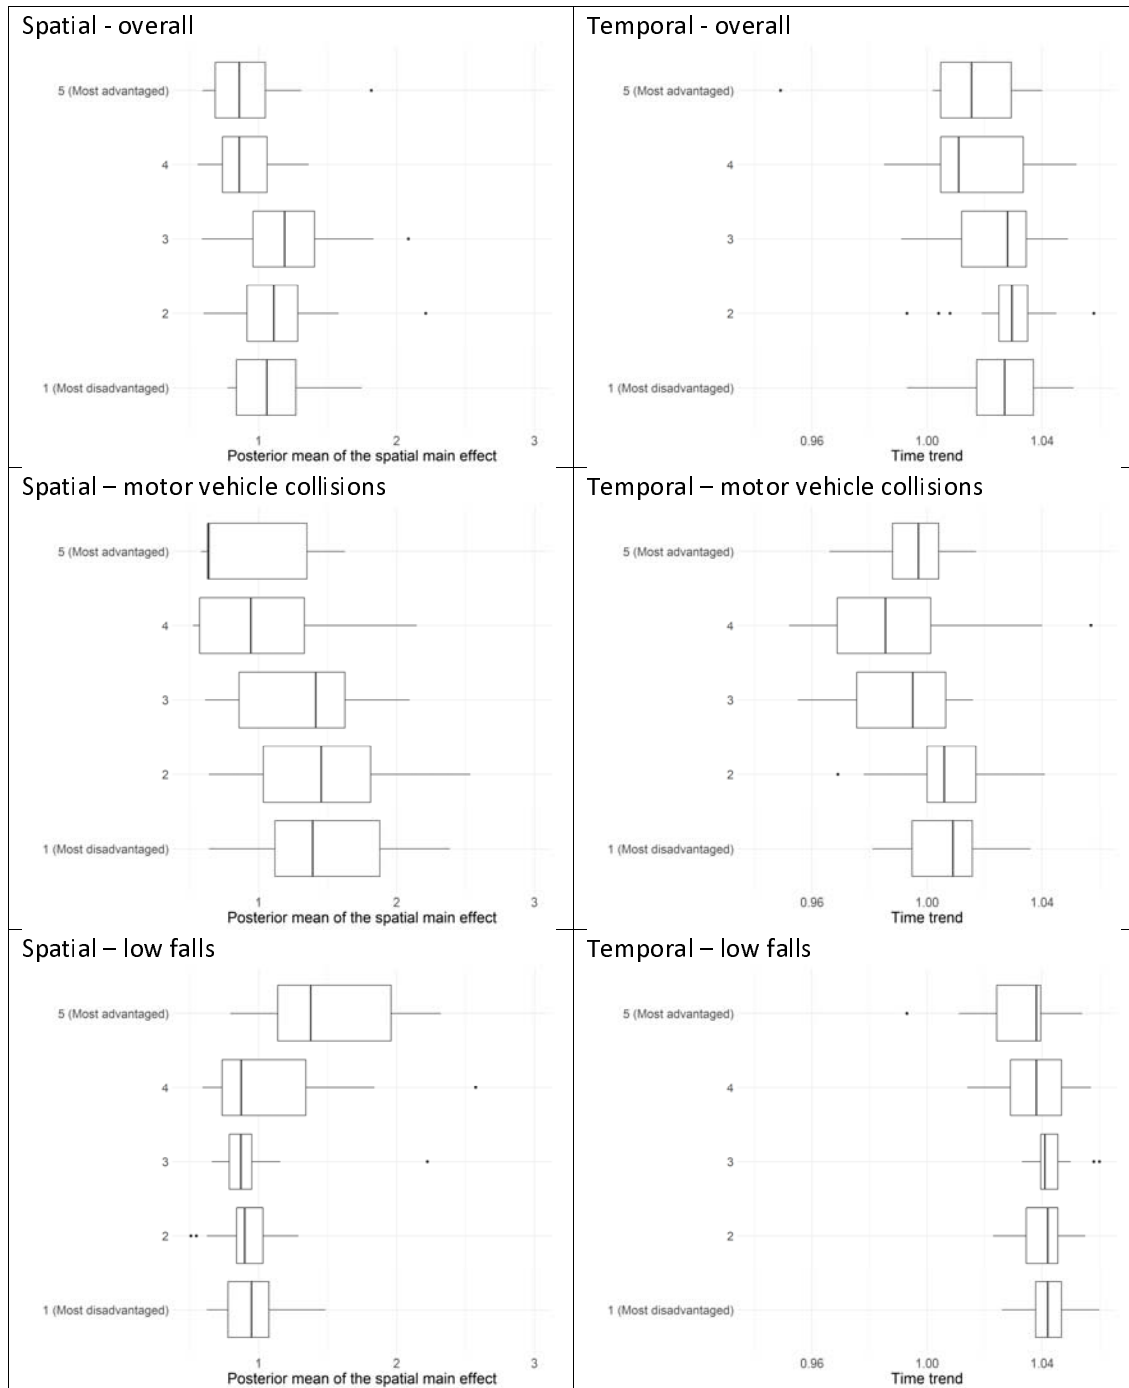 Spatial - overall
5 (Most advantaged)
4
3
2
1 (Most disadvantaged)
1 2 3
Posterior mean of the spatial main effect
Temporal - overall
5 (Most advantaged)
4
3
2
1 (Most disadvantaged)
0.96 1.00 1.04
Time trend
Spatial – motor vehicle collisions
5 (Most advantaged)
4
3
2
1 (Most disadvantaged)
1 2 3
Posterior mean of the spatial main effect
Temporal – motor vehicle collisions
5 (Most advantaged)
4
3
2
1 (Most disadvantaged)
0.96 1.00 1.04
Time trend
Spatial – low falls
5 (Most advantaged)
4
3
2
1 (Most disadvantaged)
1 2 3
Posterior mean of the spatial main effect
Temporal – low falls
5 (Most advantaged)
4
3
2
1 (Most disadvantaged)
0.96 1.00 1.04
Time trend